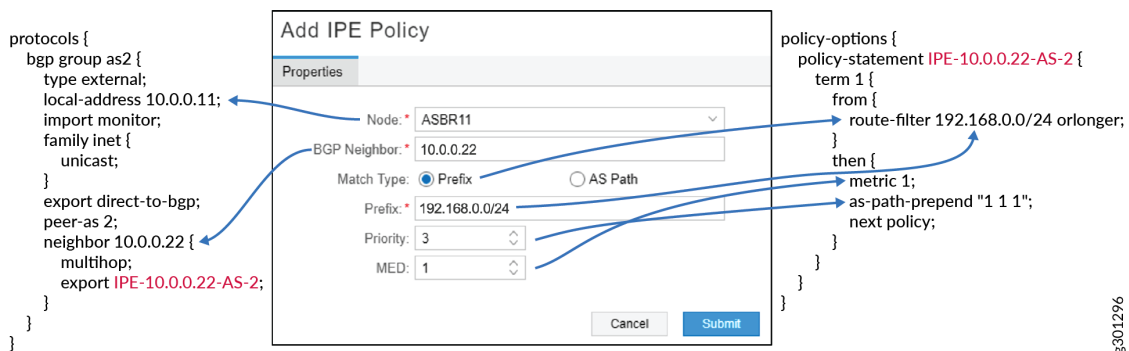 protocols {
bgp group as2 {
type external;
local-address 10.0.0.11;
import monitor;
family inet {
unicast;
}
export direct-to-bgp;
peer-as 2;
neighbor 10.0.0.22 {
multihop;
export IPE-10.0.0.22-AS-2;
}
}
}
Add IPE Policy
Properties
Node:* ASBR11
BGP Neighbor:* 10.0.0.22
Match Type: Prefix AS Path
Prefix:* 192.168.0.0/24
Priority: 3
MED: 1
Cancel Submit
policy-options {
policy-statement IPE-10.0.0.22-AS-2 {
term 1 {
from {
route-filter 192.168.0.0/24 orlonger;
}
then {
metric 1;
as-path-prepend "1 1 1";
next policy;
}
}
}
}
g301296